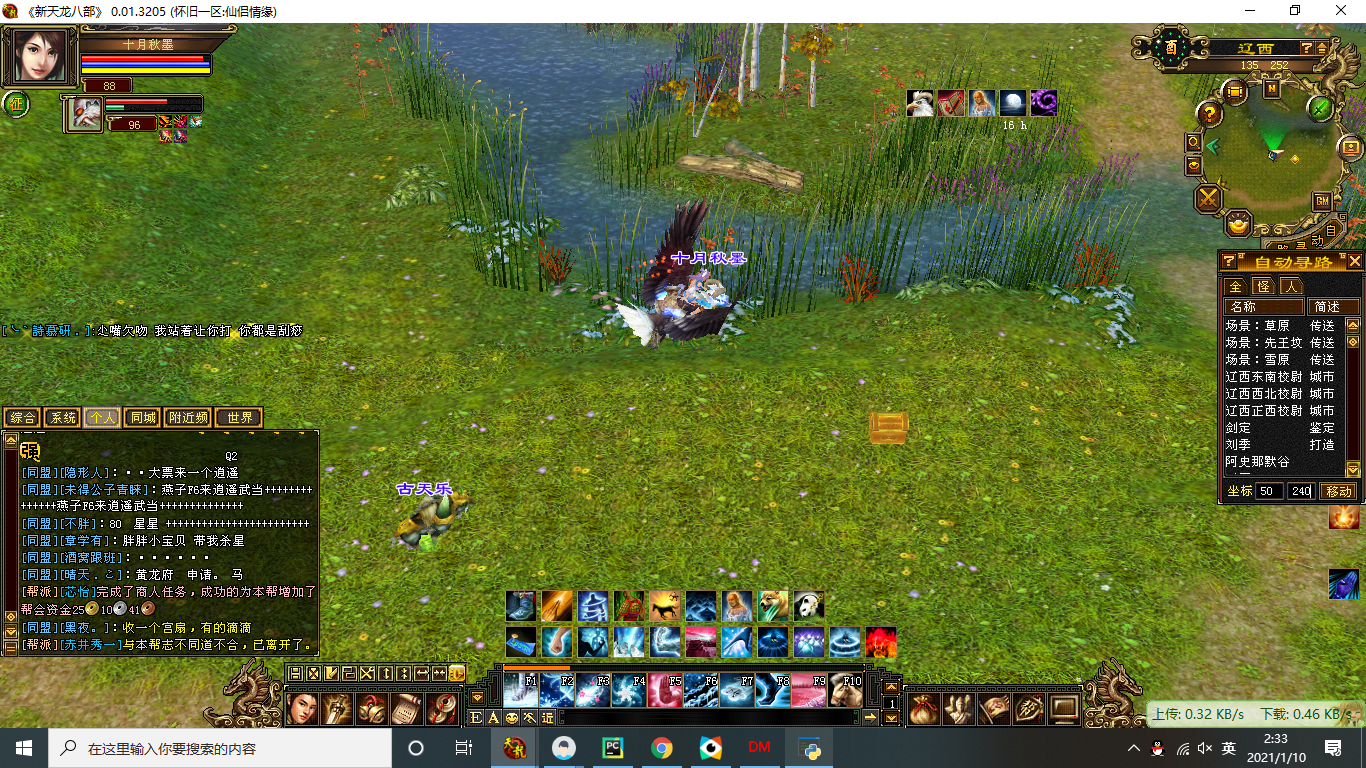 《新天龙八部》 0.01.3205 (怀旧一区:仙侣情缘)
十月秋墨
88
征
96
16 h
辽西
135 252
N
GM
自动寻路
全 怪 人
名称 简述
场景：草原 传送
场景：先王坟 传送
场景：雪原 传送
辽西东南校尉 城市
辽西西北校尉 城市
辽西正西校尉 城市
剑定 鉴定
刘季 打造
阿史那默谷
坐标 50 240 移动
十月秋墨
尘嘴欠吻 我站着让你打 你都是刮痧
古天乐
综合 系统 个人 同城 附近频 世界
强
Q2
[同盟][隐形人]：··大票来一个逍遥
[同盟][未得公子青睐]：燕子F6来逍遥武当++++++++
++++++燕子F6来逍遥武当++++++++++++++
[同盟][不胖]：80 星星 ++++++++++++++++++++++++
[同盟][章学有]：胖胖小宝贝 带我杀星
[同盟][酒窝跟班]：······
[同盟][晴天．]：黄龙府 申请。 马
[帮派][芯怡]完成了商人任务，成功的为本帮增加了
帮会资金25 10 41
[同盟][黑夜。]：收一个宫扇，有的滴滴
[帮派][赤井秀一]与本帮志不同道不合，已离开了。
F1 F2 F3 F4 F5 F6 F7 F8 F9 F10
1
近
上传: 0.32 KB/s 下载: 0.46 KB/s
在这里输入你要搜索的内容
PC
DM
英
2:33
2021/1/10